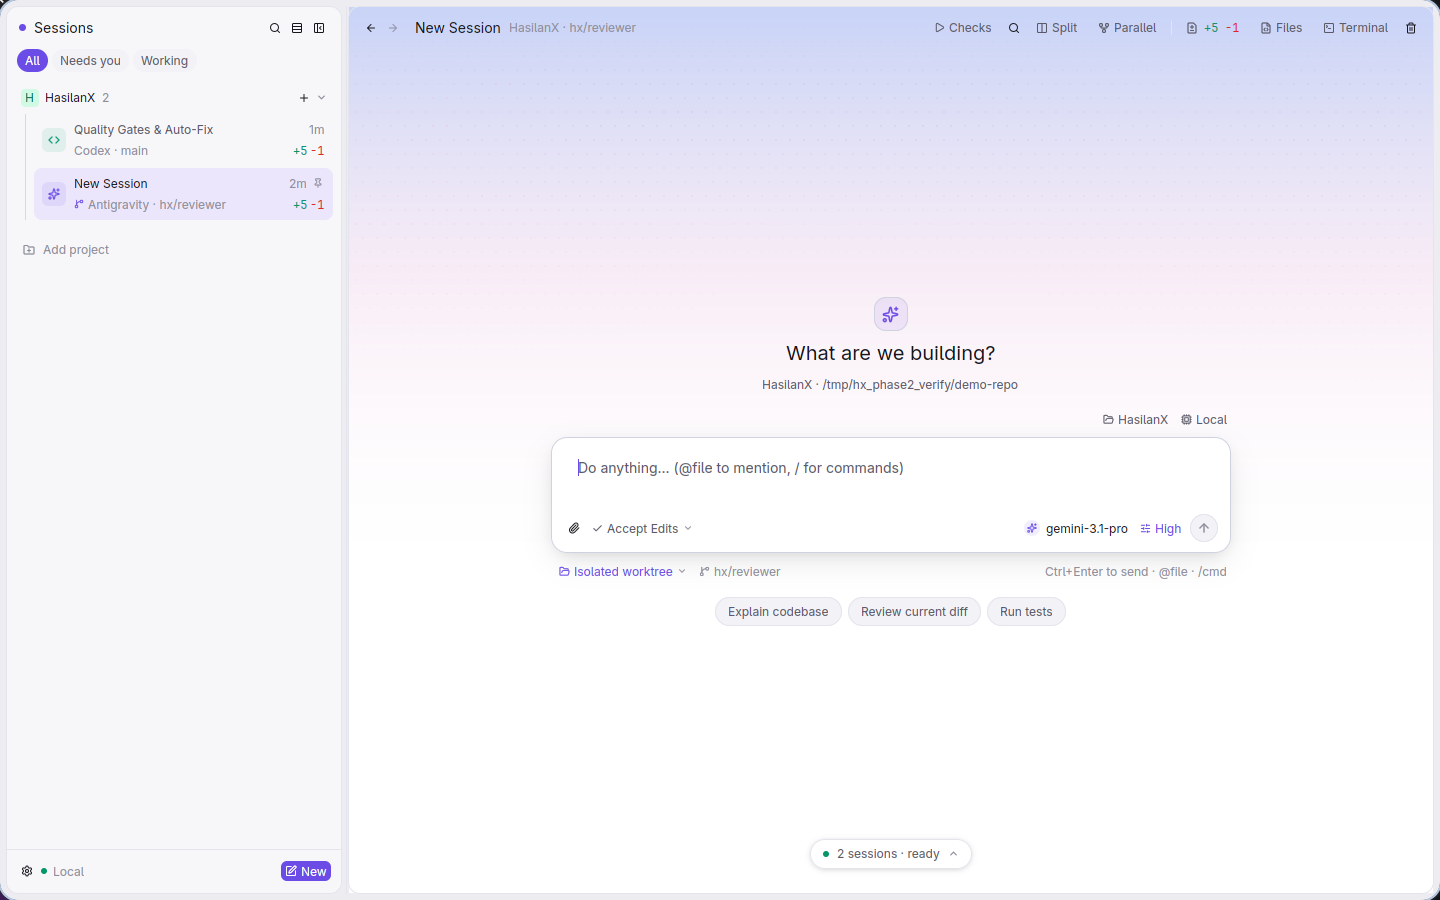 Sessions
All Needs you Working
H HasilanX 2
Quality Gates & Auto-Fix 1m
Codex · main +5 -1
New Session 2m
Antigravity · hx/reviewer +5 -1
Add project
Local New
New Session HasilanX · hx/reviewer Checks Split Parallel +5 -1 Files Terminal
What are we building?
HasilanX · /tmp/hx_phase2_verify/demo-repo
HasilanX Local
Do anything... (@file to mention, / for commands)
Accept Edits gemini-3.1-pro High
Isolated worktree hx/reviewer Ctrl+Enter to send · @file · /cmd
Explain codebase Review current diff Run tests
2 sessions · ready